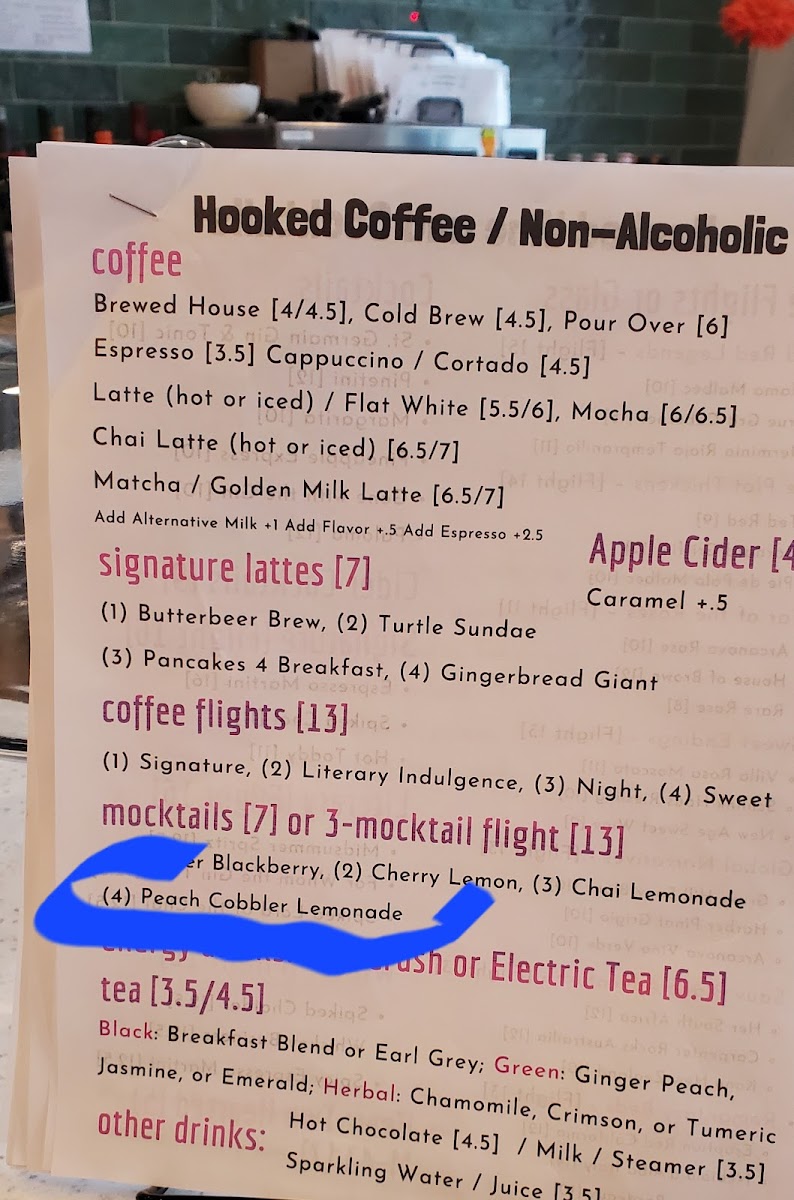 Hooked Coffee / Non-Alcoholic
coffee
Brewed House [4/4.5], Cold Brew [4.5], Pour Over [6]
Espresso [3.5] Cappuccino / Cortado [4.5]
Latte (hot or iced) / Flat White [5.5/6], Mocha [6/6.5]
Chai Latte (hot or iced) [6.5/7]
Matcha / Golden Milk Latte [6.5/7]
Add Alternative Milk +1 Add Flavor +.5 Add Espresso +2.5
Apple Cider [4
Caramel +.5
signature lattes [7]
(1) Butterbeer Brew, (2) Turtle Sundae
(3) Pancakes 4 Breakfast, (4) Gingerbread Giant
coffee flights [13]
(1) Signature, (2) Literary Indulgence, (3) Night, (4) Sweet
mocktails [7] or 3-mocktail flight [13]
Blackberry, (2) Cherry Lemon, (3) Chai Lemonade
(4) Peach Cobbler Lemonade
or Electric Tea [6.5]
tea [3.5/4.5]
Black: Breakfast Blend or Earl Grey; Green: Ginger Peach,
Jasmine, or Emerald; Herbal: Chamomile, Crimson, or Tumeric
other drinks: Hot Chocolate [4.5] / Milk / Steamer [3.5]
Sparkling Water / Juice [3.5]